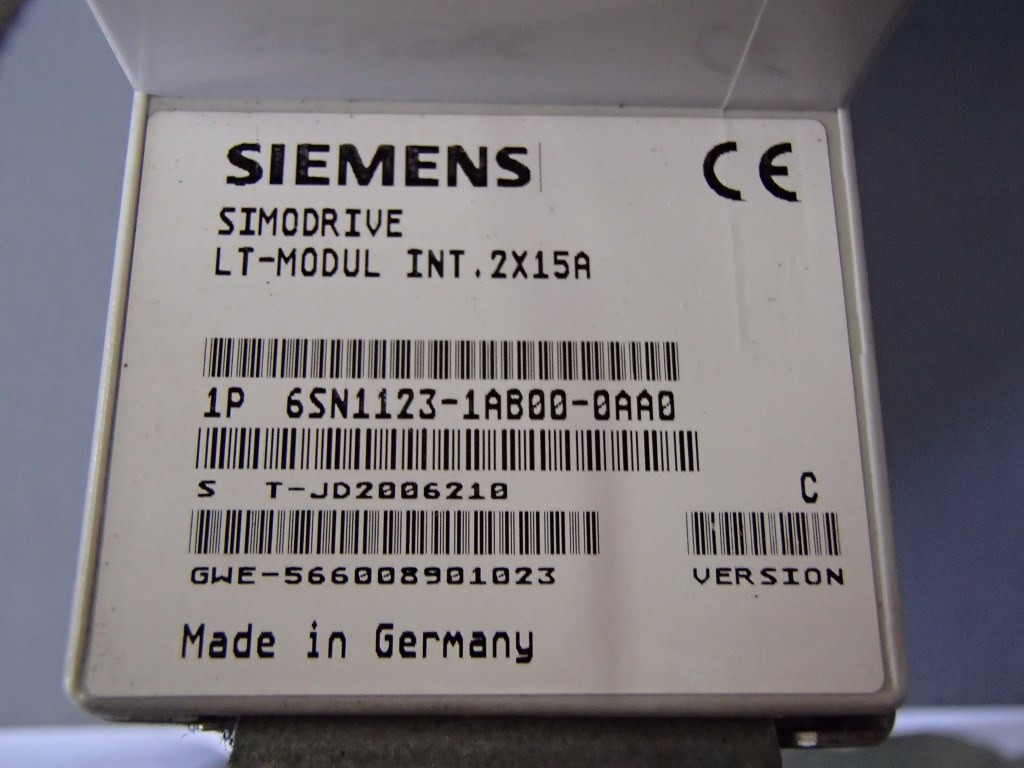 SIEMENS CE
SIMODRIVE
LT-MODUL INT.2X15A
1P 6SN1123-1AB00-0AA0
S T-JD2006210
C
GWE-566008901023 VERSION
Made in Germany